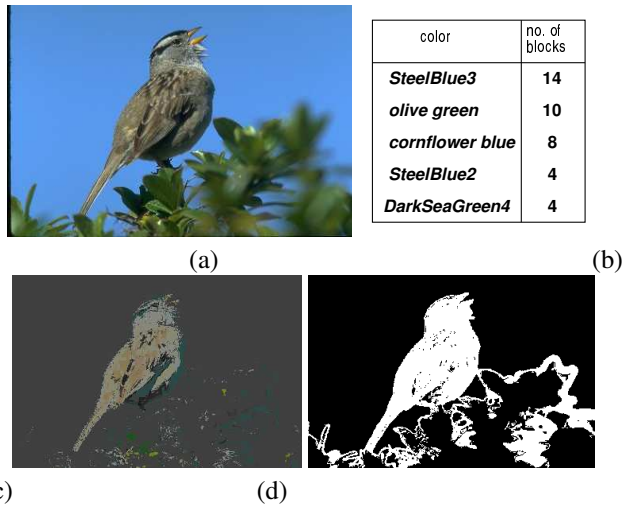 color no. of blocks
SteelBlue3 14
olive green 10
cornflower blue 8
SteelBlue2 4
DarkSeaGreen4 4
(a) (b)
c) (d)